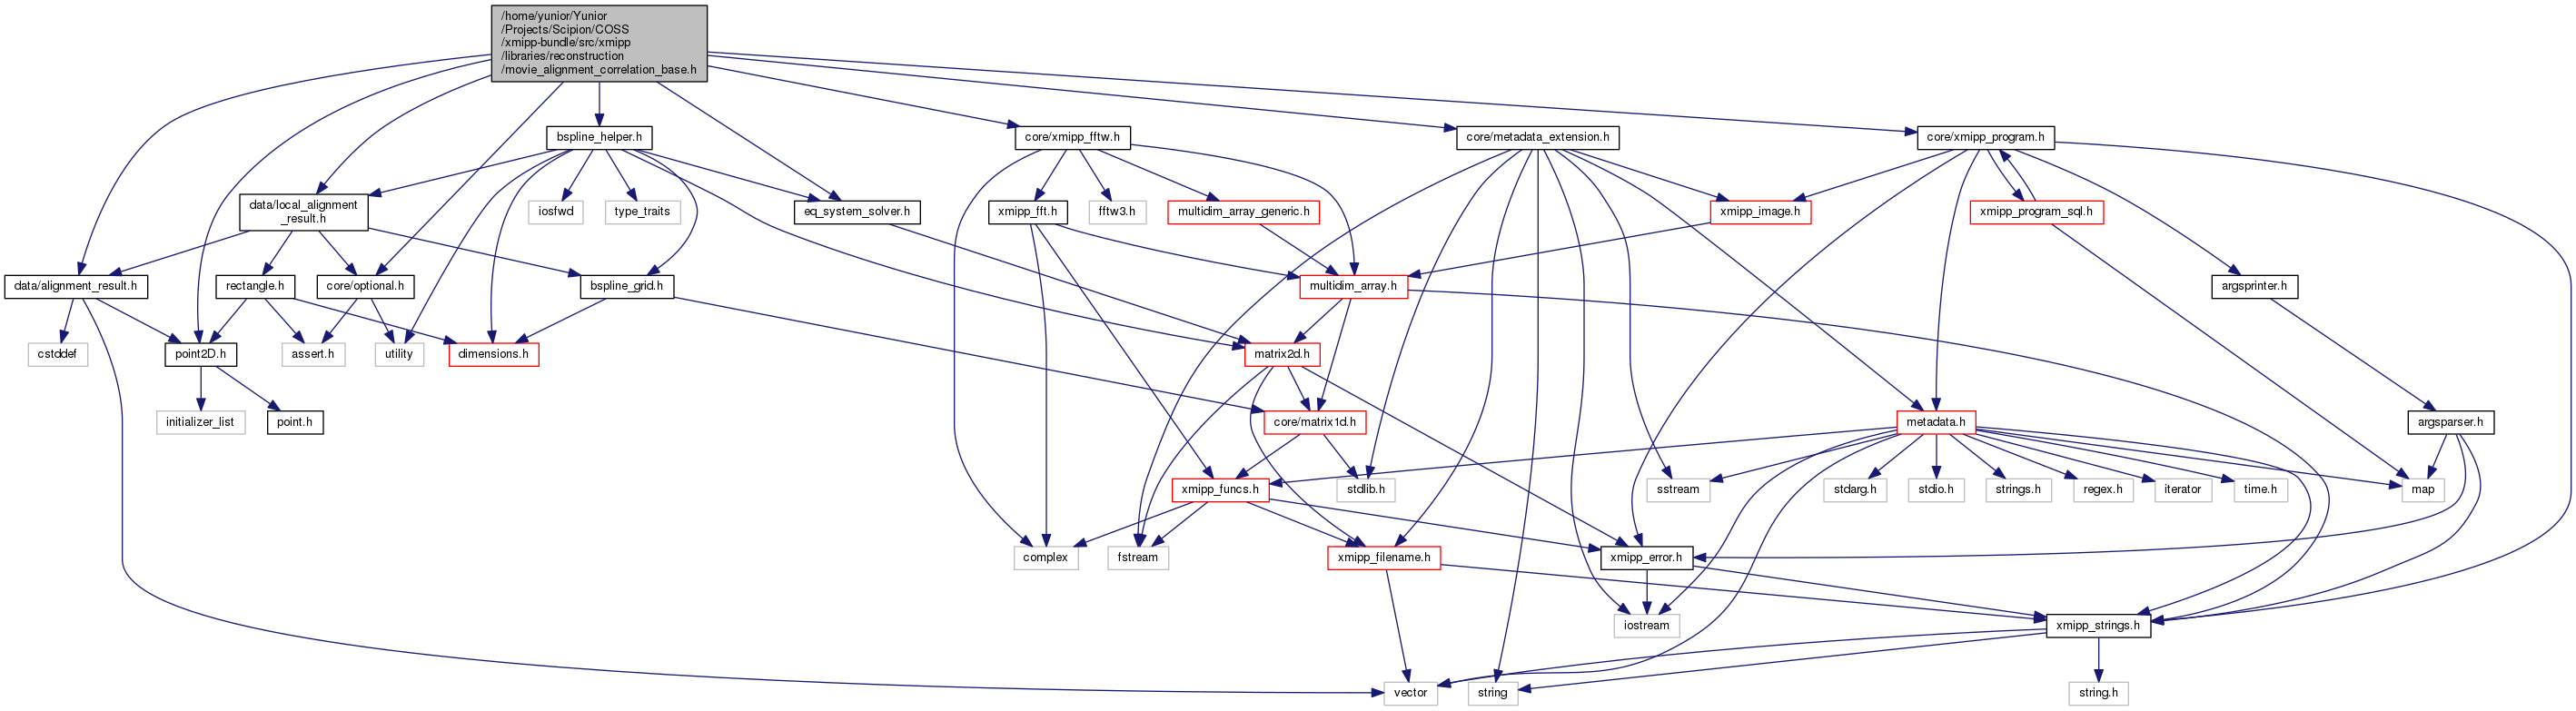 /home/yunior/Yunior
/Projects/Scipion/COSS
/xmipp-bundle/src/xmipp
/libraries/reconstruction
/movie_alignment_correlation_base.h
bspline_helper.h
core/xmipp_fftw.h
core/metadata_extension.h
core/xmipp_program.h
data/local_alignment
_result.h
iosfwd
type_traits
eq_system_solver.h
xmipp_fft.h
fftw3.h
multidim_array_generic.h
xmipp_image.h
xmipp_program_sql.h
data/alignment_result.h
rectangle.h
core/optional.h
bspline_grid.h
multidim_array.h
argsprinter.h
cstddef
point2D.h
assert.h
utility
dimensions.h
matrix2d.h
initializer_list
point.h
core/matrix1d.h
metadata.h
argsparser.h
xmipp_funcs.h
stdlib.h
sstream
stdarg.h
stdio.h
strings.h
regex.h
iterator
time.h
map
complex
fstream
xmipp_filename.h
xmipp_error.h
iostream
xmipp_strings.h
vector
string
string.h